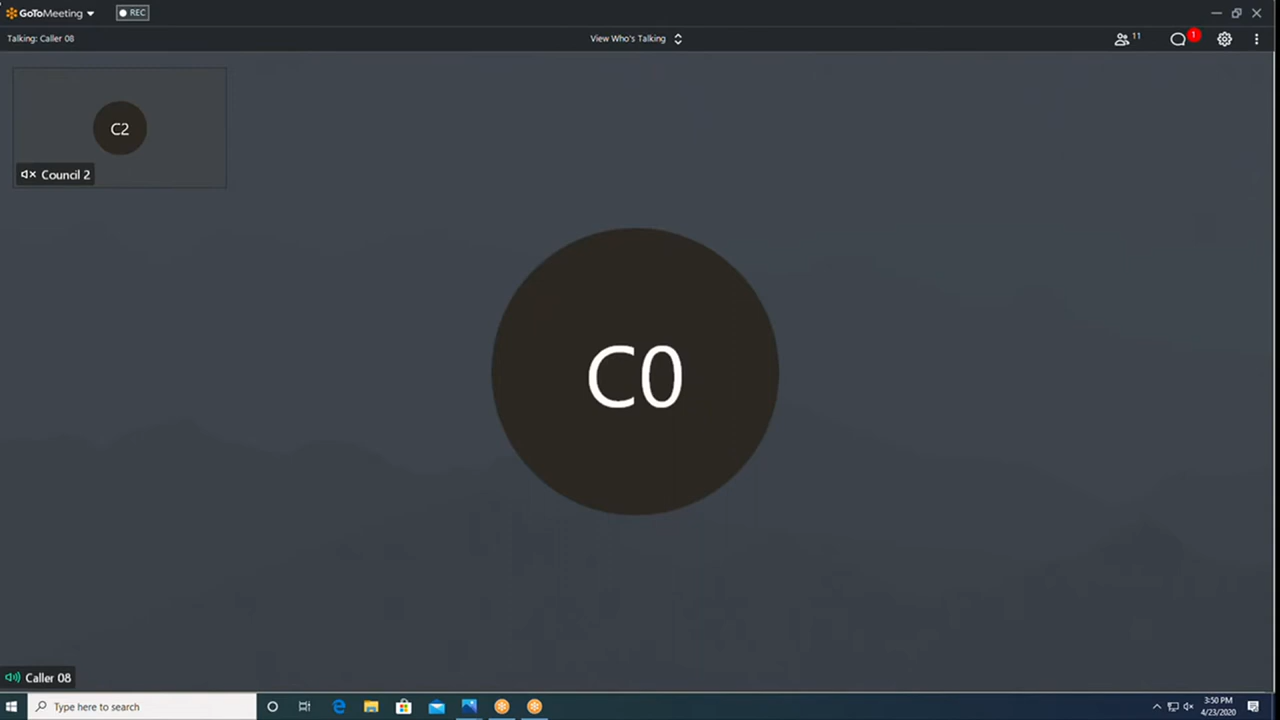 GoToMeeting
REC
Talking: Caller 08
View Who's Talking
11
1
C2
Council 2
C0
Caller 08
Type here to search
3:50 PM
4/23/2020